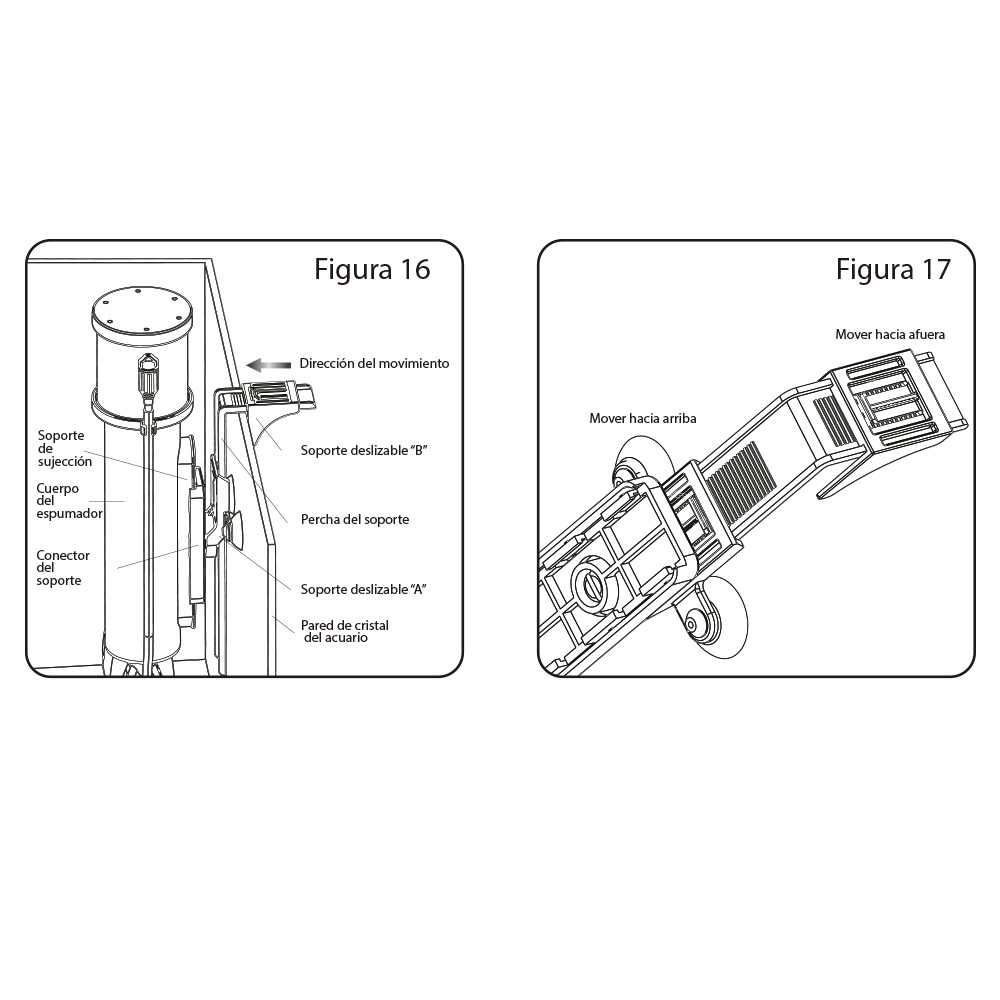 Figura 16
Dirección del movimiento
Soporte
de
sujección
Cuerpo
del
espumador
Conector
del
soporte
Soporte deslizable “B”
Percha del soporte
Soporte deslizable “A”
Pared de cristal
del acuario
Figura 17
Mover hacia afuera
Mover hacia arriba